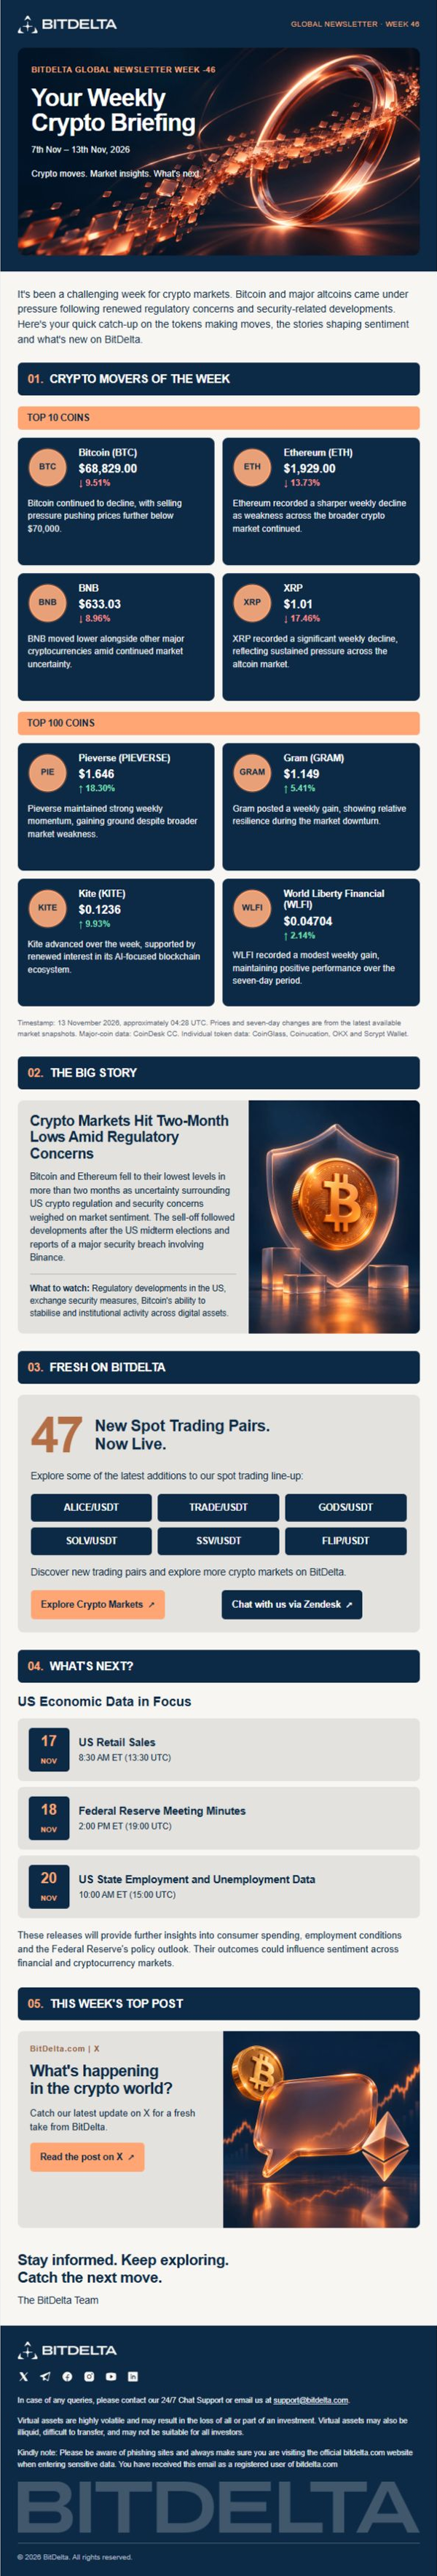 BITDELTA
GLOBAL NEWSLETTER · WEEK 46
BITDELTA GLOBAL NEWSLETTER WEEK -46
Your Weekly
Crypto Briefing
7th Nov – 13th Nov, 2026
Crypto moves. Market insights. What's next.
It's been a challenging week for crypto markets. Bitcoin and major altcoins came under
pressure following renewed regulatory concerns and security-related developments.
Here's your quick catch-up on the tokens making moves, the stories shaping sentiment
and what's new on BitDelta.
01. CRYPTO MOVERS OF THE WEEK
TOP 10 COINS
BTC
Bitcoin (BTC)
$68,829.00
↓ 9.51%
Bitcoin continued to decline, with selling
pressure pushing prices further below
$70,000.
ETH
Ethereum (ETH)
$1,929.00
↓ 13.73%
Ethereum recorded a sharper weekly decline
as weakness across the broader crypto
market continued.
BNB
BNB
$633.03
↓ 8.96%
BNB moved lower alongside other major
cryptocurrencies amid continued market
uncertainty.
XRP
XRP
$1.01
↓ 17.46%
XRP recorded a significant weekly decline,
reflecting sustained pressure across the
altcoin market.
TOP 100 COINS
PIE
Pieverse (PIEVERSE)
$1.646
↑ 18.30%
Pieverse maintained strong weekly
momentum, gaining ground despite broader
market weakness.
GRAM
Gram (GRAM)
$1.149
↑ 5.41%
Gram posted a weekly gain, showing relative
resilience during the market downturn.
KITE
Kite (KITE)
$0.1236
↑ 9.93%
Kite advanced over the week, supported by
renewed interest in its AI-focused blockchain
ecosystem.
WLFI
World Liberty Financial
(WLFI)
$0.04704
↑ 2.14%
WLFI recorded a modest weekly gain,
maintaining positive performance over the
seven-day period.
Timestamp: 13 November 2026, approximately 04:28 UTC. Prices and seven-day changes are from the latest available
market snapshots. Major-coin data: CoinDesk CC. Individual token data: CoinGlass, Coinucation, OKX and Scrypt Wallet.
02. THE BIG STORY
Crypto Markets Hit Two-Month
Lows Amid Regulatory
Concerns
Bitcoin and Ethereum fell to their lowest levels in
more than two months as uncertainty surrounding
US crypto regulation and security concerns
weighed on market sentiment. The sell-off followed
developments after the US midterm elections and
reports of a major security breach involving
Binance.
What to watch: Regulatory developments in the US,
exchange security measures, Bitcoin's ability to
stabilise and institutional activity across digital assets.
03. FRESH ON BITDELTA
47
New Spot Trading Pairs.
Now Live.
Explore some of the latest additions to our spot trading line-up:
ALICE/USDT
TRADE/USDT
GODS/USDT
SOLV/USDT
SSV/USDT
FLIP/USDT
Discover new trading pairs and explore more crypto markets on BitDelta.
Explore Crypto Markets ↗
Chat with us via Zendesk ↗
04. WHAT'S NEXT?
US Economic Data in Focus
17
NOV
US Retail Sales
8:30 AM ET (13:30 UTC)
18
NOV
Federal Reserve Meeting Minutes
2:00 PM ET (19:00 UTC)
20
NOV
US State Employment and Unemployment Data
10:00 AM ET (15:00 UTC)
These releases will provide further insights into consumer spending, employment conditions
and the Federal Reserve's policy outlook. Their outcomes could influence sentiment across
financial and cryptocurrency markets.
05. THIS WEEK'S TOP POST
BitDelta.com | X
What's happening
in the crypto world?
Catch our latest update on X for a fresh
take from BitDelta.
Read the post on X ↗
Stay informed. Keep exploring.
Catch the next move.
The BitDelta Team
BITDELTA
In case of any queries, please contact our 24/7 Chat Support or email us at support@bitdelta.com.
Virtual assets are highly volatile and may result in the loss of all or part of an investment. Virtual assets may also be
illiquid, difficult to transfer, and may not be suitable for all investors.
Kindly note: Please be aware of phishing sites and always make sure you are visiting the official bitdelta.com website
when entering sensitive data. You have received this email as a registered user of bitdelta.com
BITDELTA
© 2026 BitDelta. All rights reserved.